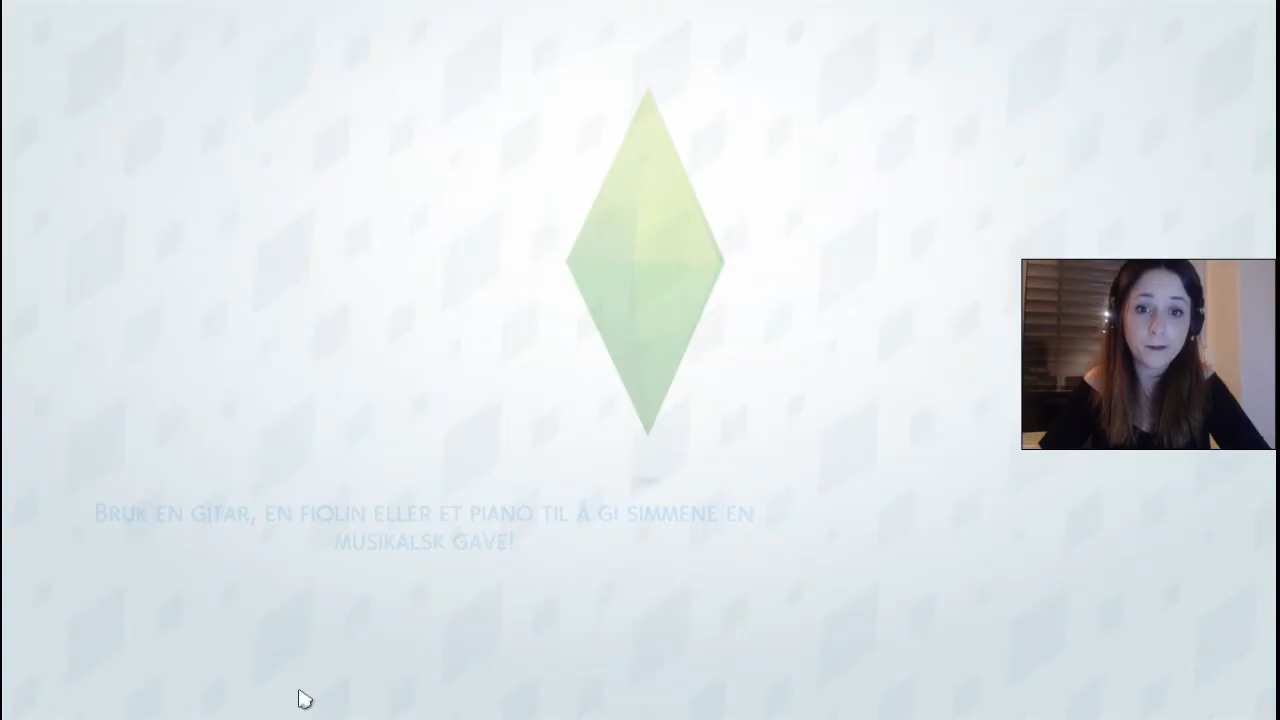 BRUK EN GITAR, EN FIOLIN ELLER ET PIANO TIL Å GI SIMMENE EN
MUSIKALSK GAVE!